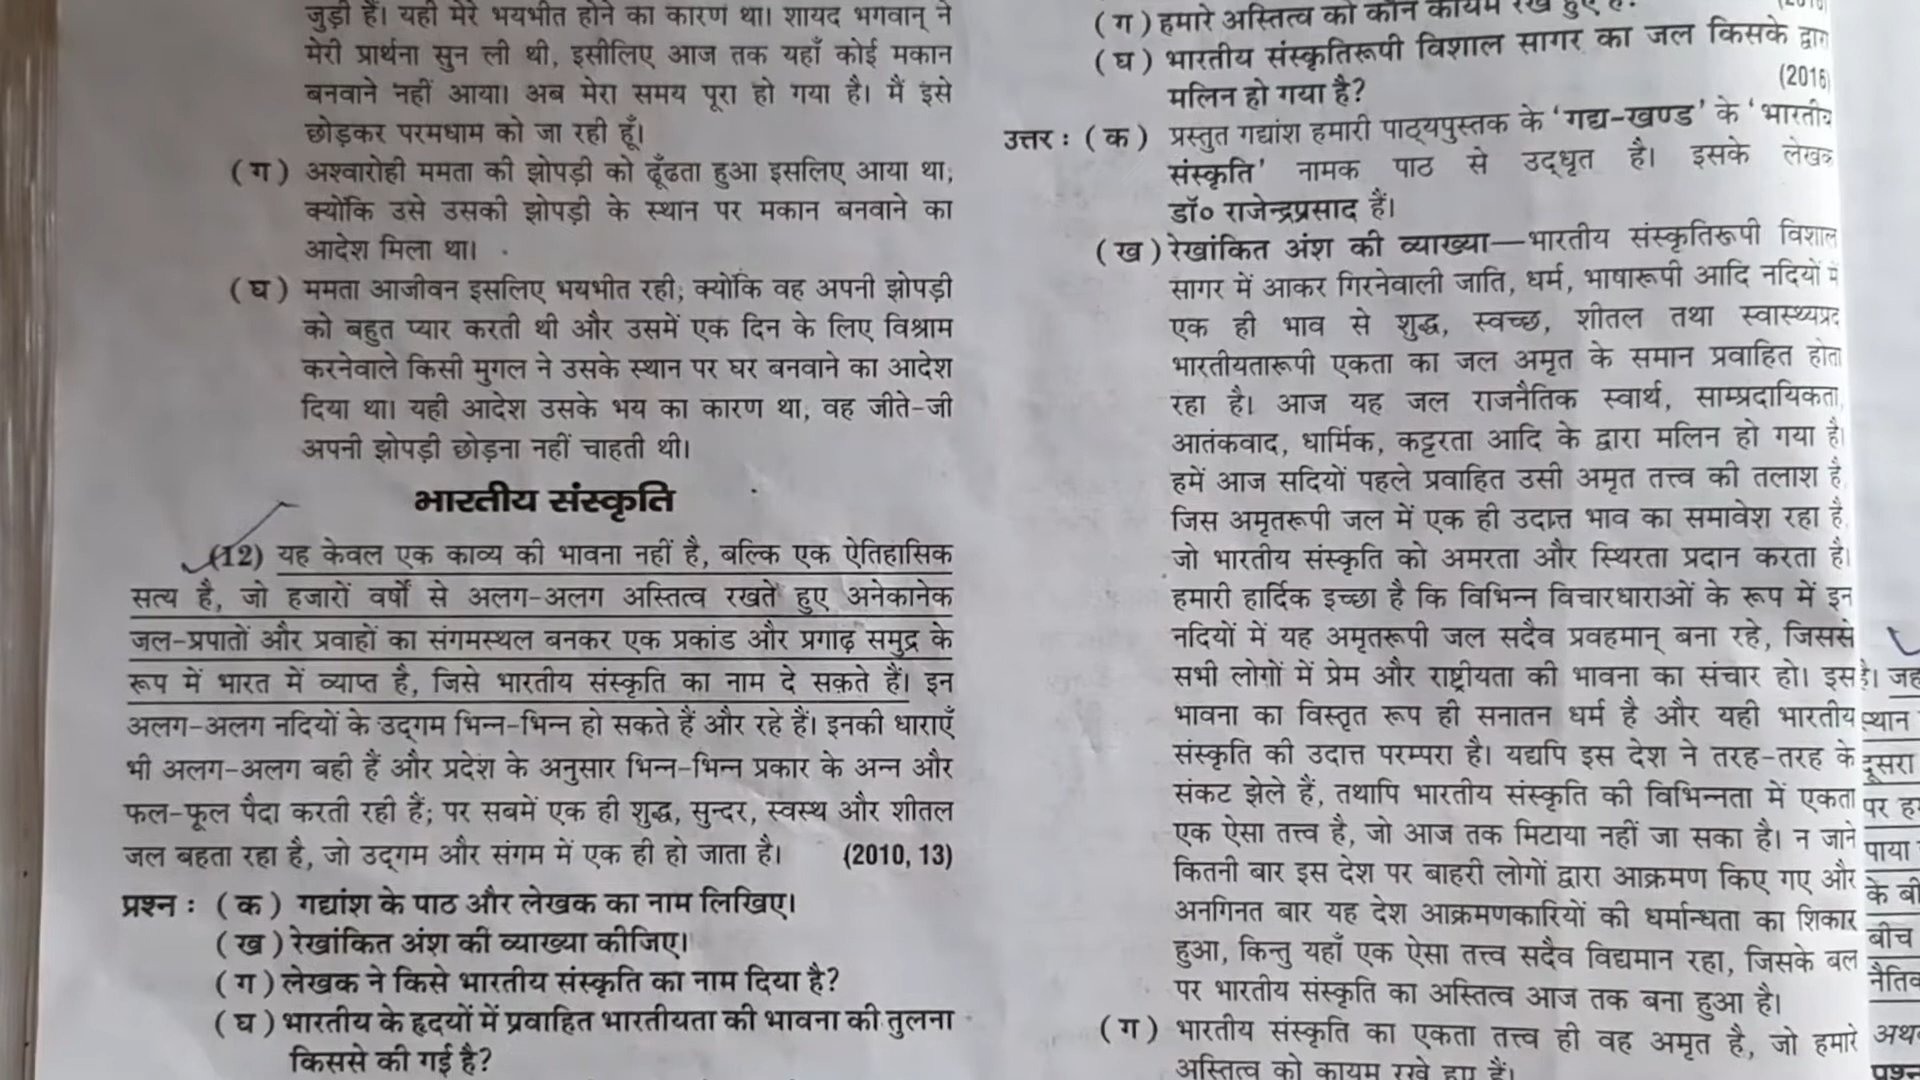 जुड़ी हैं। यही मेरे भयभीत होने का कारण था। शायद भगवान् ने
मेरी प्रार्थना सुन ली थी, इसीलिए आज तक यहाँ कोई मकान
बनवाने नहीं आया। अब मेरा समय पूरा हो गया है। मैं इसे
छोड़कर परमधाम को जा रही हूँ।
(ग) अश्वारोही ममता की झोपड़ी को ढूँढता हुआ इसलिए आया था;
क्योंकि उसे उसकी झोपड़ी के स्थान पर मकान बनवाने का
आदेश मिला था।
(घ) ममता आजीवन इसलिए भयभीत रही; क्योंकि वह अपनी झोपड़ी
को बहुत प्यार करती थी और उसमें एक दिन के लिए विश्राम
करनेवाले किसी मुगल ने उसके स्थान पर घर बनवाने का आदेश
दिया था। यही आदेश उसके भय का कारण था, वह जीते-जी
अपनी झोपड़ी छोड़ना नहीं चाहती थी।
भारतीय संस्कृति
(12) यह केवल एक काव्य की भावना नहीं है, बल्कि एक ऐतिहासिक
सत्य है, जो हजारों वर्षों से अलग-अलग अस्तित्व रखते हुए अनेकानेक
जल-प्रपातों और प्रवाहों का संगमस्थल बनकर एक प्रकांड और प्रगाढ़ समुद्र के
रूप में भारत में व्याप्त है, जिसे भारतीय संस्कृति का नाम दे सकते हैं। इन
अलग-अलग नदियों के उद्गम भिन्न-भिन्न हो सकते हैं और रहे हैं। इनकी धाराएँ
भी अलग-अलग बही हैं और प्रदेश के अनुसार भिन्न-भिन्न प्रकार के अन्न और
फल-फूल पैदा करती रही हैं; पर सबमें एक ही शुद्ध, सुन्दर, स्वस्थ और शीतल
जल बहता रहा है, जो उद्गम और संगम में एक ही हो जाता है। (2010, 13)
प्रश्न : (क) गद्यांश के पाठ और लेखक का नाम लिखिए।
(ख) रेखांकित अंश की व्याख्या कीजिए।
(ग) लेखक ने किसे भारतीय संस्कृति का नाम दिया है?
(घ) भारतीय के हृदयों में प्रवाहित भारतीयता की भावना की तुलना
किससे की गई है?
(ग) हमारे अस्तित्व को कौन कायम रखे हुए है?
(घ) भारतीय संस्कृतिरूपी विशाल सागर का जल किसके द्वारा
मलिन हो गया है? (2016)
उत्तर : (क) प्रस्तुत गद्यांश हमारी पाठ्यपुस्तक के 'गद्य-खण्ड' के 'भारतीय
संस्कृति' नामक पाठ से उद्धृत है। इसके लेखक
डॉ० राजेन्द्रप्रसाद हैं।
(ख) रेखांकित अंश की व्याख्या—भारतीय संस्कृतिरूपी विशाल
सागर में आकर गिरनेवाली जाति, धर्म, भाषारूपी आदि नदियों में
एक ही भाव से शुद्ध, स्वच्छ, शीतल तथा स्वास्थ्यप्रद
भारतीयतारूपी एकता का जल अमृत के समान प्रवाहित होता
रहा है। आज यह जल राजनैतिक स्वार्थ, साम्प्रदायिकता,
आतंकवाद, धार्मिक, कट्टरता आदि के द्वारा मलिन हो गया है।
हमें आज सदियों पहले प्रवाहित उसी अमृत तत्त्व की तलाश है,
जिस अमृतरूपी जल में एक ही उदात्त भाव का समावेश रहा है,
जो भारतीय संस्कृति को अमरता और स्थिरता प्रदान करता है।
हमारी हार्दिक इच्छा है कि विभिन्न विचारधाराओं के रूप में इन
नदियों में यह अमृतरूपी जल सदैव प्रवहमान् बना रहे, जिससे
सभी लोगों में प्रेम और राष्ट्रीयता की भावना का संचार हो। इस
भावना का विस्तृत रूप ही सनातन धर्म है और यही भारतीय
संस्कृति की उदात्त परम्परा है। यद्यपि इस देश ने तरह-तरह के
संकट झेले हैं, तथापि भारतीय संस्कृति की विभिन्नता में एकता
एक ऐसा तत्त्व है, जो आज तक मिटाया नहीं जा सका है। न जाने
कितनी बार इस देश पर बाहरी लोगों द्वारा आक्रमण किए गए और
अनगिनत बार यह देश आक्रमणकारियों की धर्मान्धता का शिकार
हुआ, किन्तु यहाँ एक ऐसा तत्त्व सदैव विद्यमान रहा, जिसके बल
पर भारतीय संस्कृति का अस्तित्व आज तक बना हुआ है।
(ग) भारतीय संस्कृति का एकता तत्त्व ही वह अमृत है, जो हमारे
अस्तित्व को कायम रखे हुए हैं।
है। जह
स्थान
दूसरा
पर ह
पाया
के बी
बीच
नैतिक
अथ
प्रश्न